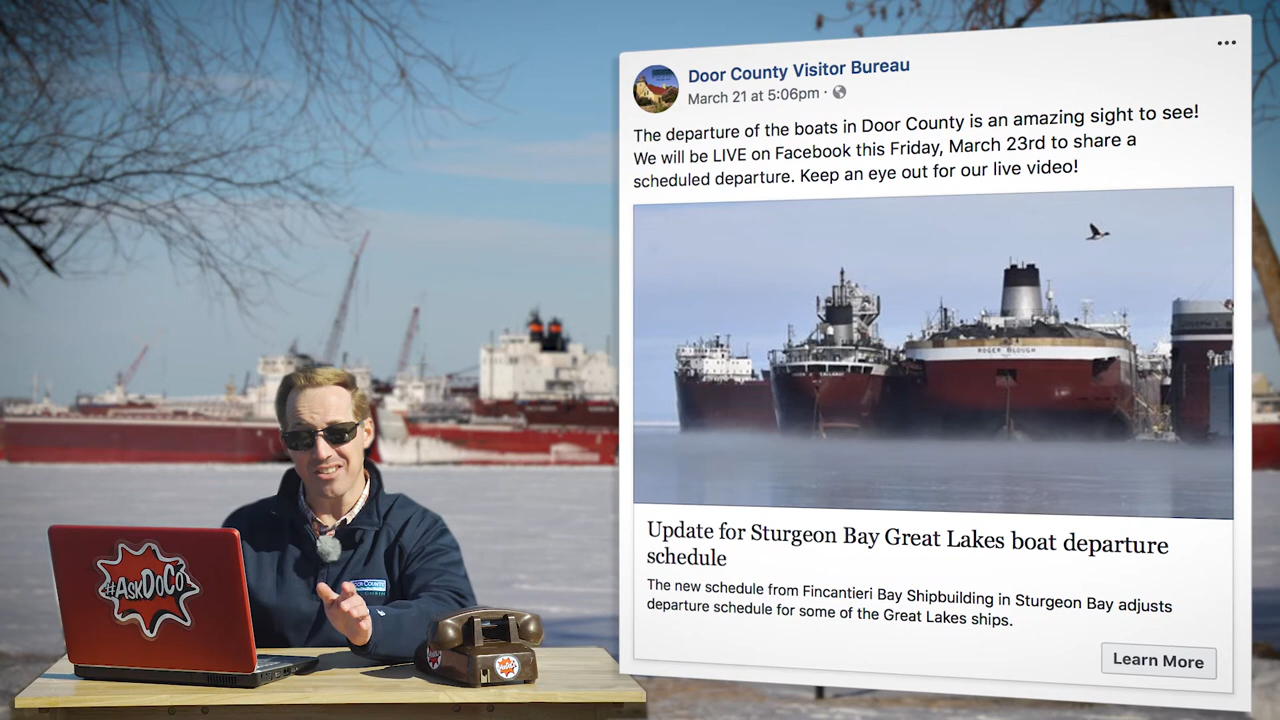 Door County Visitor Bureau
March 21 at 5:06pm ·
The departure of the boats in Door County is an amazing sight to see!
We will be LIVE on Facebook this Friday, March 23rd to share a
scheduled departure. Keep an eye out for our live video!
ROGER BLOUGH
Update for Sturgeon Bay Great Lakes boat departure
schedule
The new schedule from Fincantieri Bay Shipbuilding in Sturgeon Bay adjusts
departure schedule for some of the Great Lakes ships.
Learn More
#ASKDOCO
DOOR COUNTY